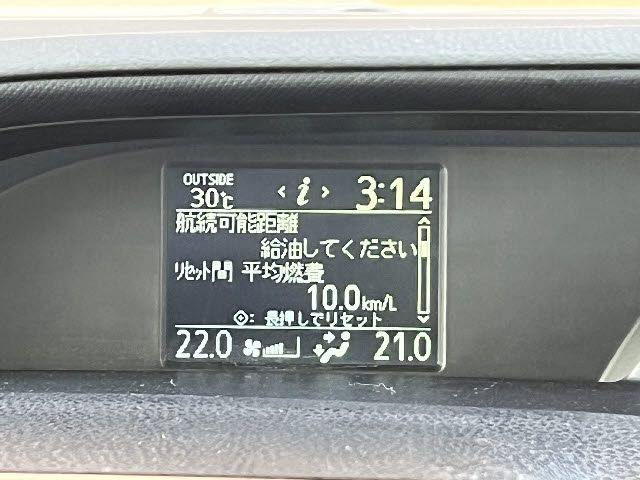 OUTSIDE
30℃ < i > 3:14
航続可能距離
給油してください
リセット間 平均燃費
10.0km/L
◎: 長押しでリセット
22.0 21.0